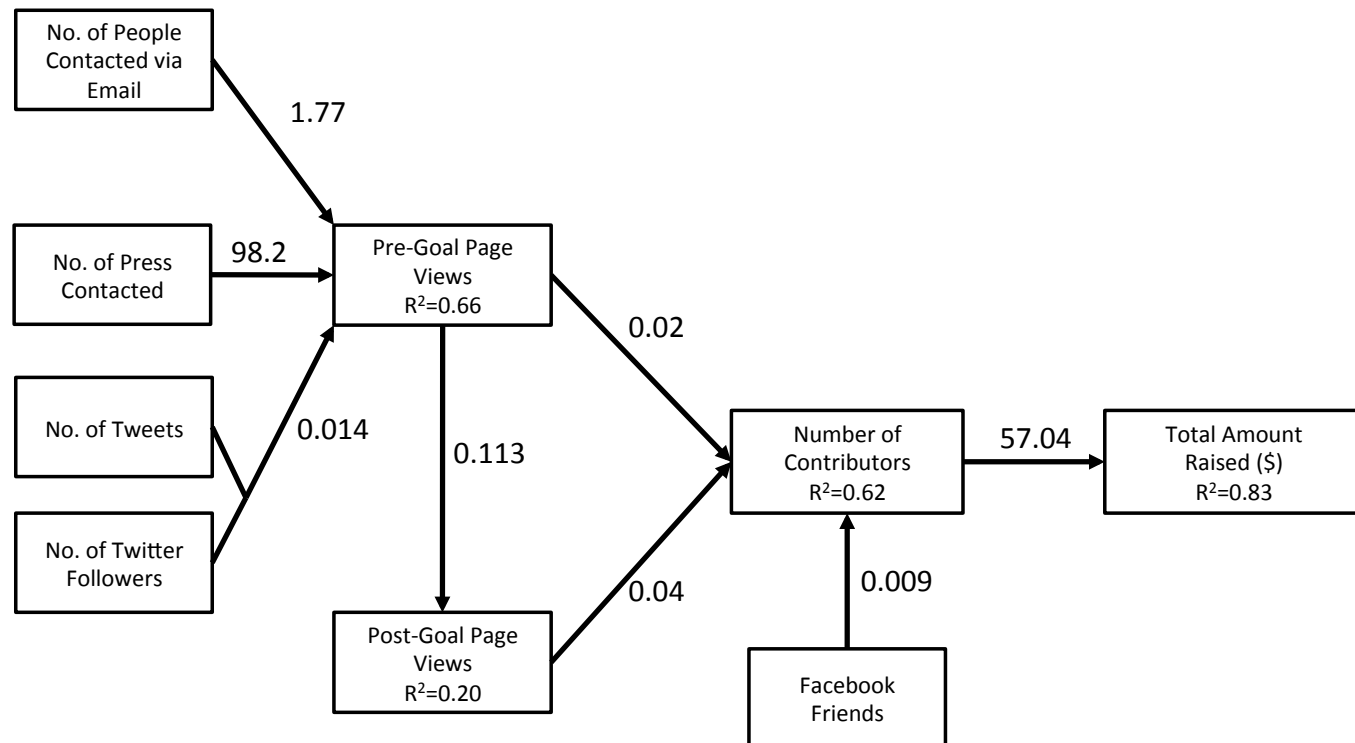 No. of People
Contacted via
Email
1.77
No. of Press
Contacted
98.2
Pre-Goal Page
Views
R²=0.66
0.02
No. of Tweets
0.014
0.113
No. of Twitter
Followers
Number of
Contributors
R²=0.62
57.04
Total Amount
Raised ($)
R²=0.83
0.04
0.009
Post-Goal Page
Views
R²=0.20
Facebook
Friends